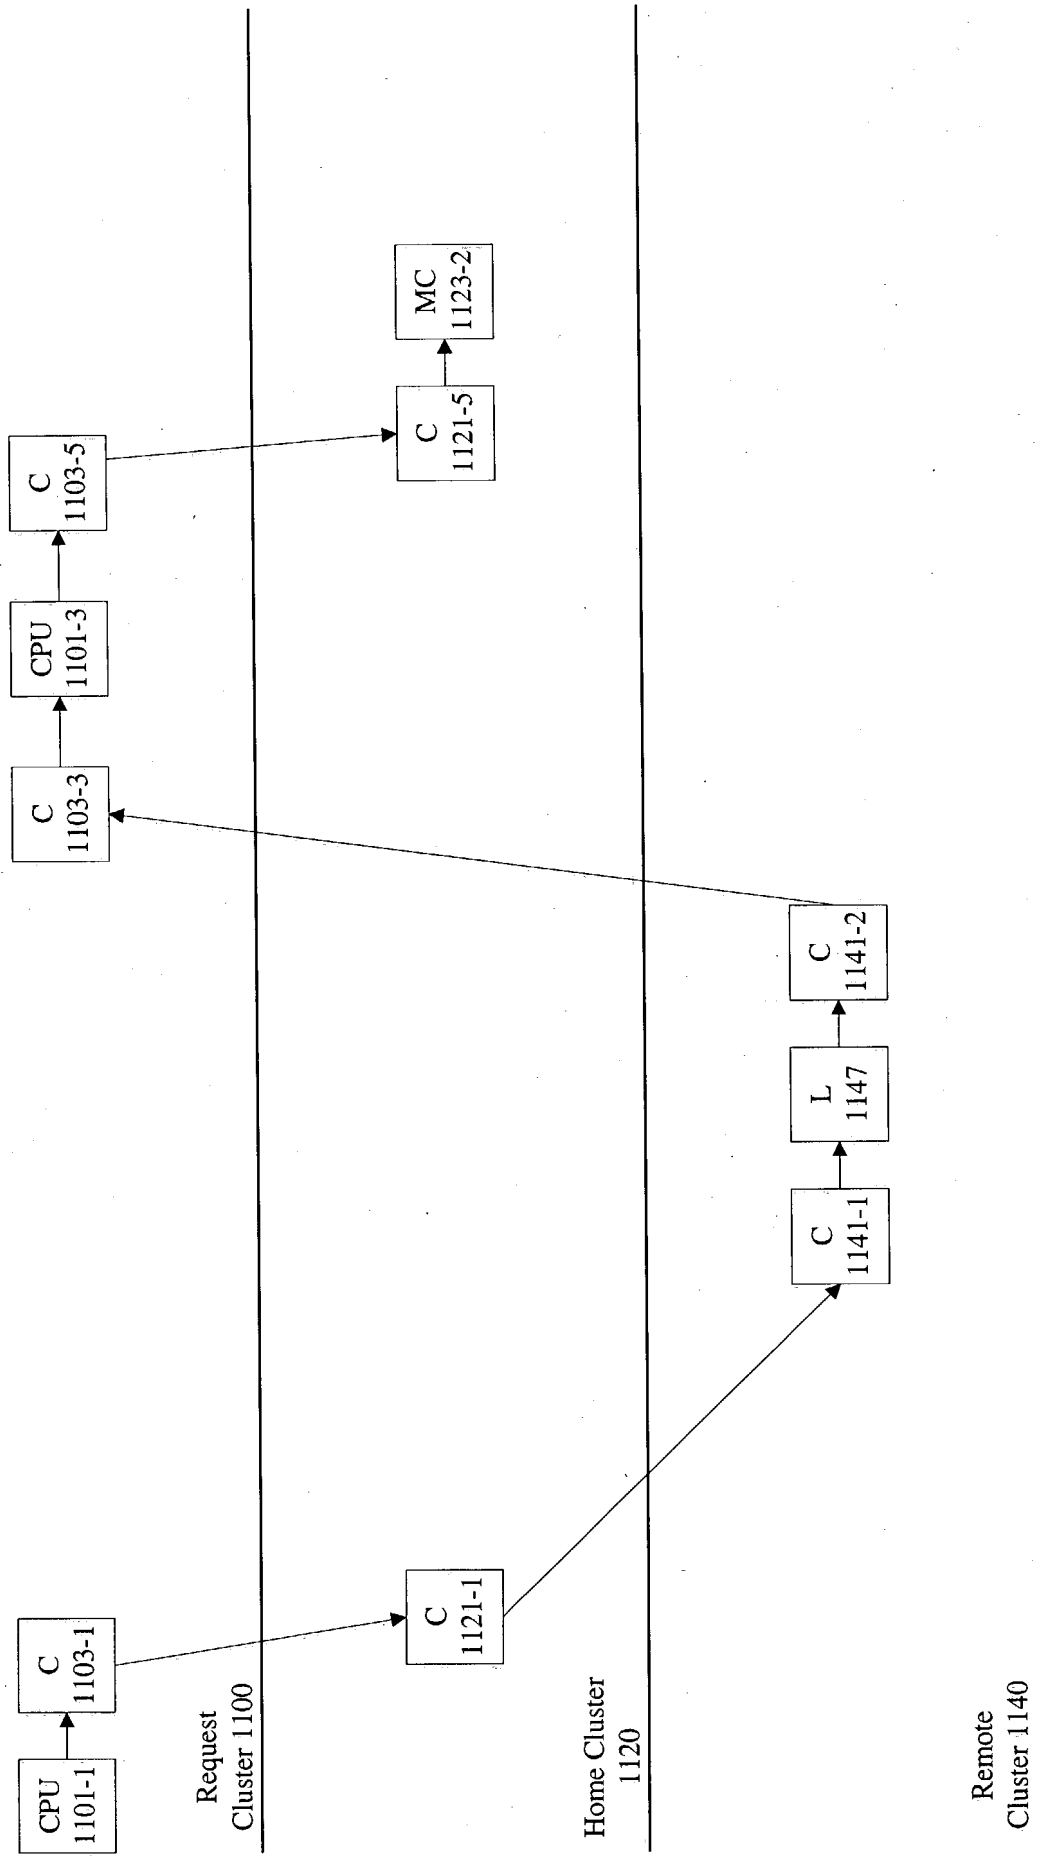 CPU
1101-1
C
1103-1
C
1103-3
CPU
1101-3
C
1103-5
Request
Cluster 1100
C
1121-1
C
1121-5
MC
1123-2
Home Cluster
1120
C
1141-1
L
1147
C
1141-2
Remote
Cluster 1140